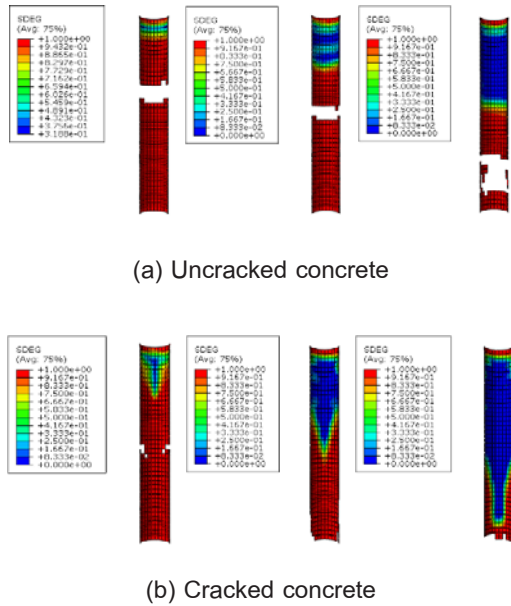 SDEG
(Avg: 75%)
+1.000e+00
+9.432e-01
+8.865e-01
+8.297e-01
+7.729e-01
+7.162e-01
+6.594e-01
+6.026e-01
+5.459e-01
+4.891e-01
+4.323e-01
+3.756e-01
+3.188e-01
SDEG
(Avg: 75%)
+1.000e+00
+9.167e-01
+8.333e-01
+7.500e-01
+6.667e-01
+5.833e-01
+5.000e-01
+4.167e-01
+3.333e-01
+2.500e-01
+1.667e-01
+8.333e-02
+0.000e+00
SDEG
(Avg: 75%)
+1.000e+00
+9.167e-01
+8.333e-01
+7.500e-01
+6.667e-01
+5.833e-01
+5.000e-01
+4.167e-01
+3.333e-01
+2.500e-01
+1.667e-01
+8.333e-02
+0.000e+00
(a) Uncracked concrete
SDEG
(Avg: 75%)
+1.000e+00
+9.167e-01
+8.333e-01
+7.500e-01
+6.667e-01
+5.833e-01
+5.000e-01
+4.167e-01
+3.333e-01
+2.500e-01
+1.667e-01
+8.333e-02
+0.000e+00
SDEG
(Avg: 75%)
+1.000e+00
+9.167e-01
+8.333e-01
+7.500e-01
+6.667e-01
+5.833e-01
+5.000e-01
+4.167e-01
+3.333e-01
+2.500e-01
+1.667e-01
+8.333e-02
+0.000e+00
SDEG
(Avg: 75%)
+1.000e+00
+9.167e-01
+8.333e-01
+7.500e-01
+6.667e-01
+5.833e-01
+5.000e-01
+4.167e-01
+3.333e-01
+2.500e-01
+1.667e-01
+8.333e-02
+0.000e+00
(b) Cracked concrete